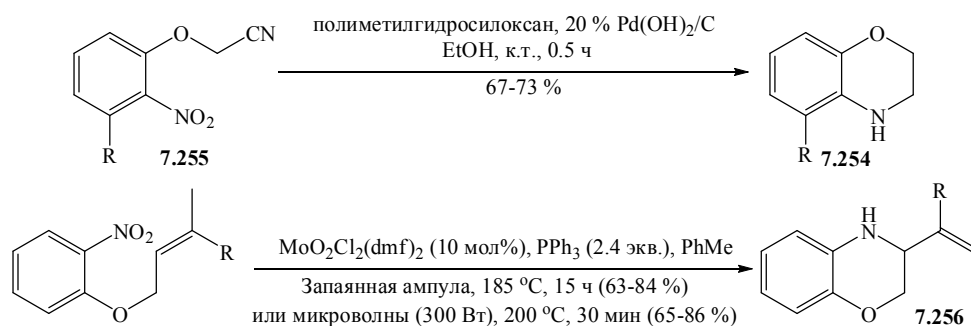 полиметилгидросилоксан, 20 % Pd(OH)2/C
EtOH, к.т., 0.5 ч
67-73 %
O
CN
NO2
R
7.255
O
N
H
R
7.254
NO2
R
O
MoO2Cl2(dmf)2 (10 мол%), PPh3 (2.4 экв.), PhMe
Запаянная ампула, 185 °C, 15 ч (63-84 %)
или микроволны (300 Вт), 200 °C, 30 мин (65-86 %)
R
H
N
O
7.256